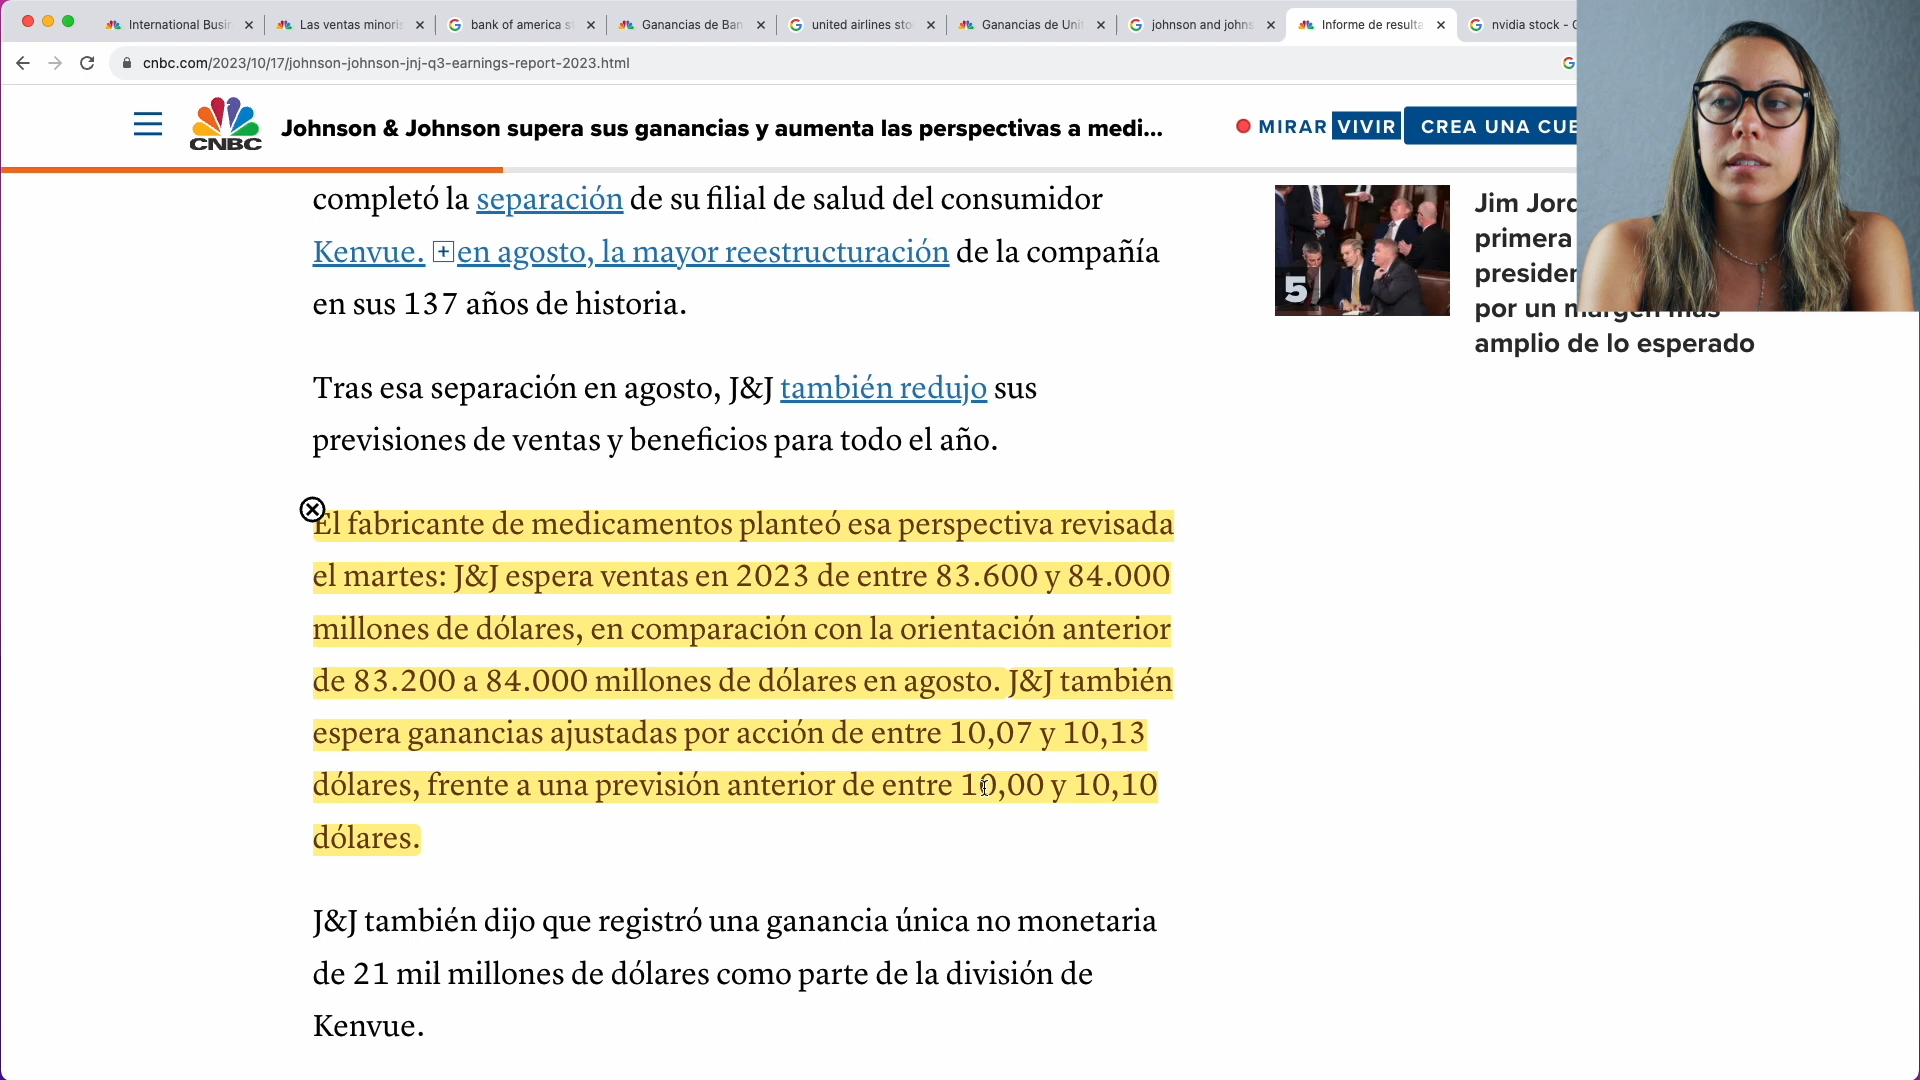 International Busi
Las ventas minori
bank of america s
Ganancias de Ban
united airlines sto
Ganancias de Uni
johnson and johns
Informe de resulta
nvidia stock - G
cnbc.com/2023/10/17/johnson-johnson-jnj-q3-earnings-report-2023.html
CNBC
Johnson & Johnson supera sus ganancias y aumenta las perspectivas a medi...
MIRAR VIVIR
CREA UNA CUE
completó la separación de su filial de salud del consumidor
Kenvue. en agosto, la mayor reestructuración de la compañía
en sus 137 años de historia.
Tras esa separación en agosto, J&J también redujo sus
previsiones de ventas y beneficios para todo el año.
El fabricante de medicamentos planteó esa perspectiva revisada
el martes: J&J espera ventas en 2023 de entre 83.600 y 84.000
millones de dólares, en comparación con la orientación anterior
de 83.200 a 84.000 millones de dólares en agosto. J&J también
espera ganancias ajustadas por acción de entre 10,07 y 10,13
dólares, frente a una previsión anterior de entre 10,00 y 10,10
dólares.
J&J también dijo que registró una ganancia única no monetaria
de 21 mil millones de dólares como parte de la división de
Kenvue.
5
Jim Jord
primera
presiden
por un margen más
amplio de lo esperado